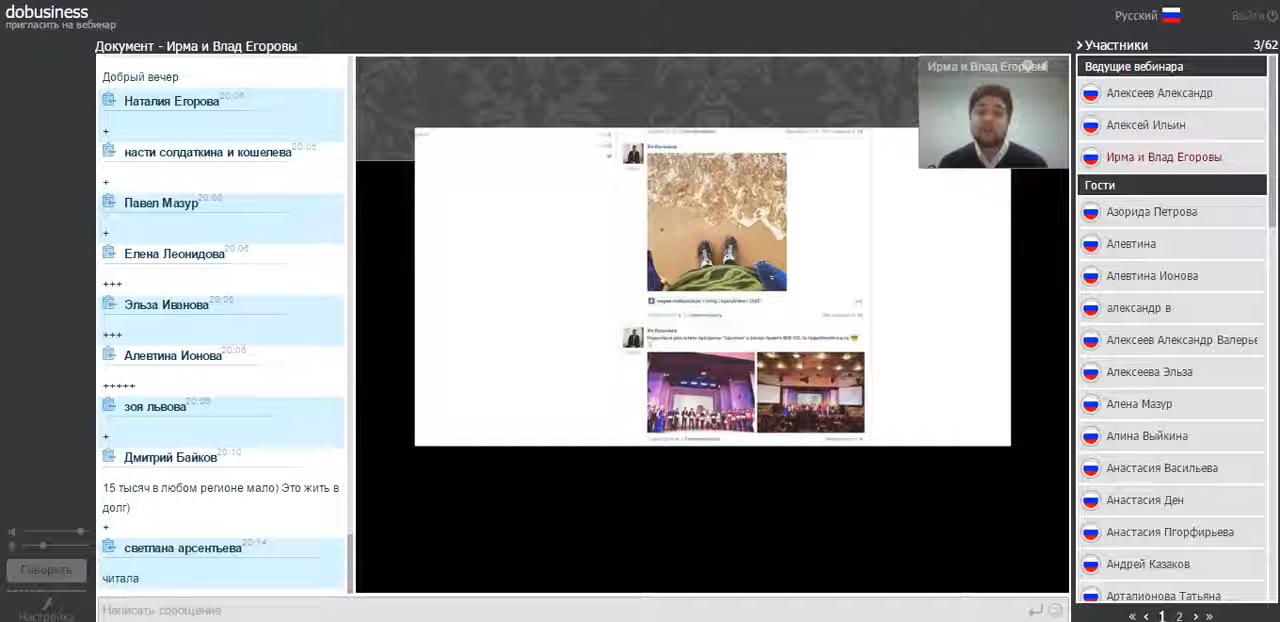 dobusiness
пригласить на вебинар
Русский
Выйти
Документ - Ирма и Влад Егоровы
Добрый вечер
Наталия Егорова 20:06
+
насти солдаткина и кошелева 20:05
+
Павел Мазур 20:06
+
Елена Леонидова 20:06
+++
Эльза Иванова 20:06
+++
Алевтина Ионова 20:06
+++++
зоя львова
+
Дмитрий Байков 20:10
15 тысяч в любом регионе мало) Это жить в
долг)
+
светлана арсентьева 20:14
читала
Написать сообщение
Говорить
Настройка
Ирма и Влад Егоровы
Участники 3/62
Ведущие вебинара
Алексеев Александр
Алексей Ильин
Ирма и Влад Егоровы
Гости
Азорида Петрова
Алевтина
Алевтина Ионова
александр в
Алексеев Александр Валерье
Алексеева Эльза
Алена Мазур
Алина Выйкина
Анастасия Васильева
Анастасия Ден
Анастасия Пгорфирьева
Андрей Казаков
Арталионова Татьяна
« ‹ 1 2 › »